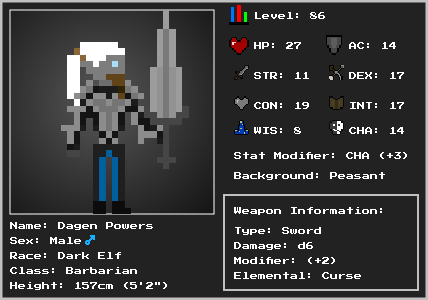 Level: 86
HP: 27
AC: 14
STR: 11
DEX: 17
CON: 19
INT: 17
WIS: 8
CHA: 14
Stat Modifier: CHA (+3)
Background: Peasant
Weapon Information:
Type: Sword
Damage: d6
Modifier: (+2)
Elemental: Curse
Name: Dagen Powers
Sex: Male♂
Race: Dark Elf
Class: Barbarian
Height: 157cm (5'2")